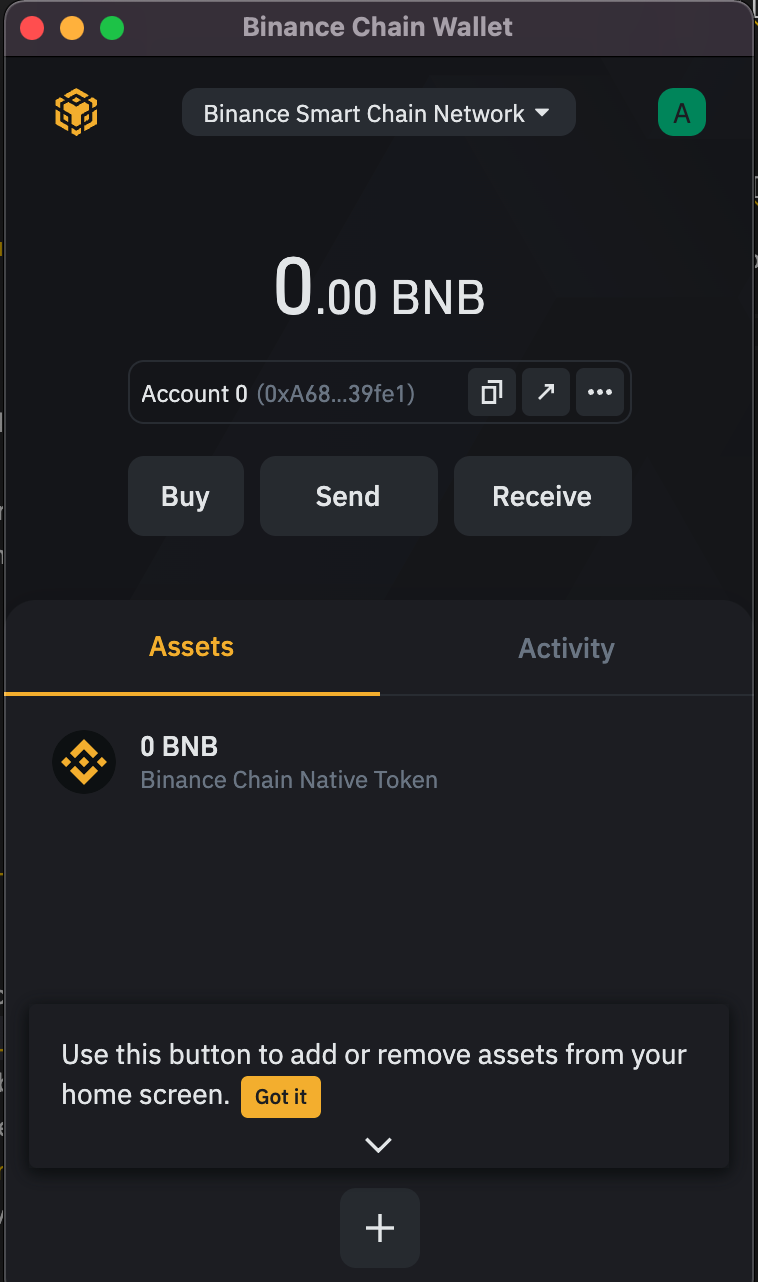 Binance Chain Wallet
Binance Smart Chain Network
A
0.00 BNB
Account 0 (0xA68...39fe1)
Buy Send Receive
Assets Activity
0 BNB
Binance Chain Native Token
Use this button to add or remove assets from your
home screen. Got it